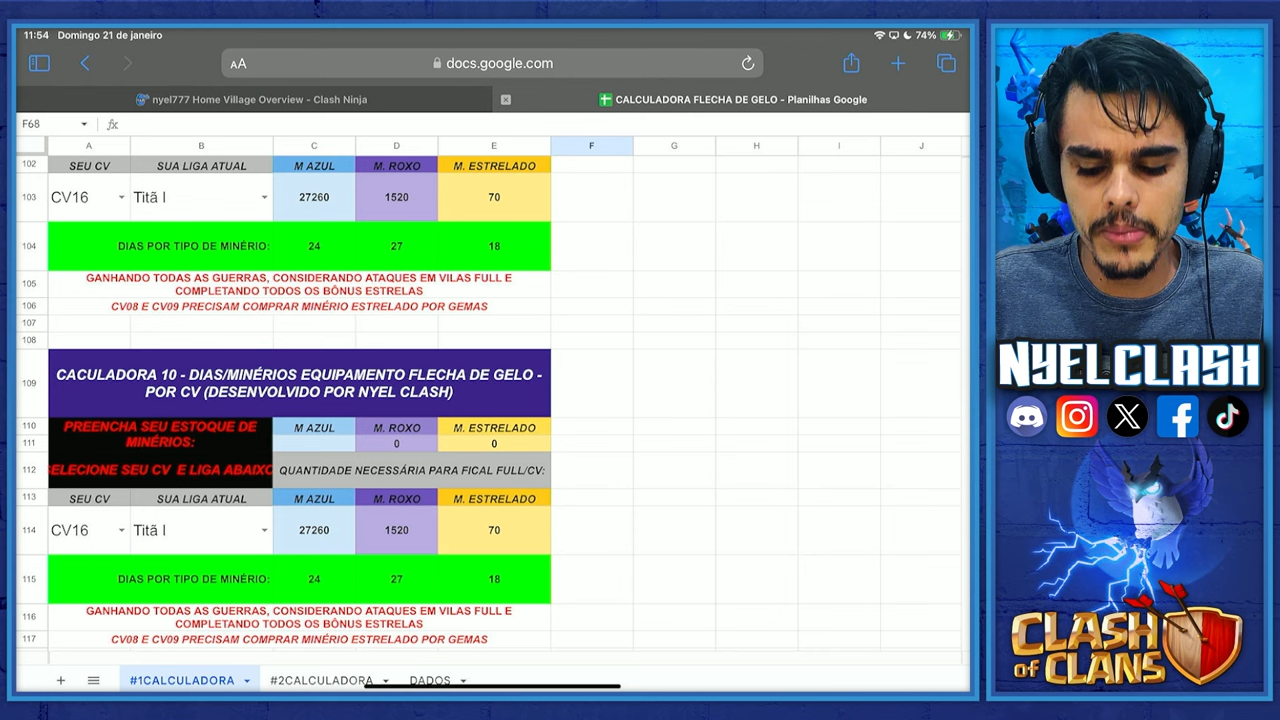 11:54 Domingo 21 de janeiro
74%
AA
docs.google.com
nyel777 Home Village Overview - Clash Ninja
CALCULADORA FLECHA DE GELO - Planilhas Google
F68 fx
A B C D E F G H I J
102 SEU CV SUA LIGA ATUAL M AZUL M. ROXO M. ESTRELADO
103 CV16 Titã I 27260 1520 70
104 DIAS POR TIPO DE MINÉRIO: 24 27 18
105 GANHANDO TODAS AS GUERRAS, CONSIDERANDO ATAQUES EM VILAS FULL E
COMPLETANDO TODOS OS BÔNUS ESTRELAS
106 CV08 E CV09 PRECISAM COMPRAR MINÉRIO ESTRELADO POR GEMAS
107
108
109 CACULADORA 10 - DIAS/MINÉRIOS EQUIPAMENTO FLECHA DE GELO -
POR CV (DESENVOLVIDO POR NYEL CLASH)
110 PREENCHA SEU ESTOQUE DE M AZUL M. ROXO M. ESTRELADO
111 MINÉRIOS: 0 0
112 SELECIONE SEU CV E LIGA ABAIXO QUANTIDADE NECESSÁRIA PARA FICAL FULL/CV:
113 SEU CV SUA LIGA ATUAL M AZUL M. ROXO M. ESTRELADO
114 CV16 Titã I 27260 1520 70
115 DIAS POR TIPO DE MINÉRIO: 24 27 18
116 GANHANDO TODAS AS GUERRAS, CONSIDERANDO ATAQUES EM VILAS FULL E
COMPLETANDO TODOS OS BÔNUS ESTRELAS
117 CV08 E CV09 PRECISAM COMPRAR MINÉRIO ESTRELADO POR GEMAS
+ #1CALCULADORA #2CALCULADORA DADOS
NYELCLASH
CLASH
OF CLANS